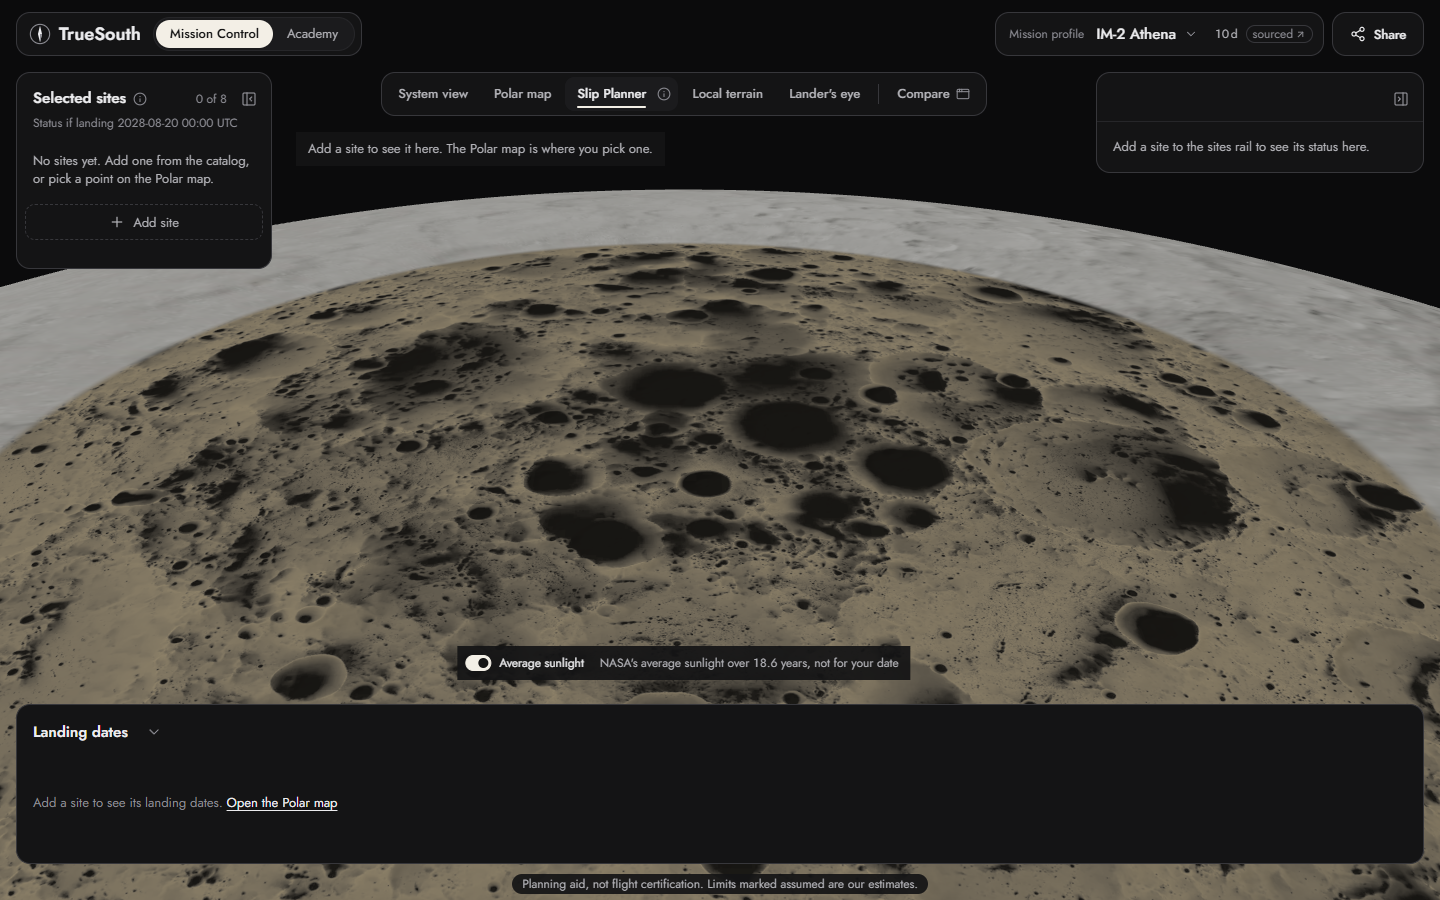 TrueSouth
Mission Control
Academy
Mission profile
IM-2 Athena
10d
sourced ↗
Share
Selected sites
0 of 8
Status if landing 2028-08-20 00:00 UTC
No sites yet. Add one from the catalog,
or pick a point on the Polar map.
+ Add site
System view
Polar map
Slip Planner
Local terrain
Lander's eye
Compare
Add a site to see it here. The Polar map is where you pick one.
Add a site to the sites rail to see its status here.
Average sunlight
NASA's average sunlight over 18.6 years, not for your date
Landing dates
Add a site to see its landing dates. Open the Polar map
Planning aid, not flight certification. Limits marked assumed are our estimates.